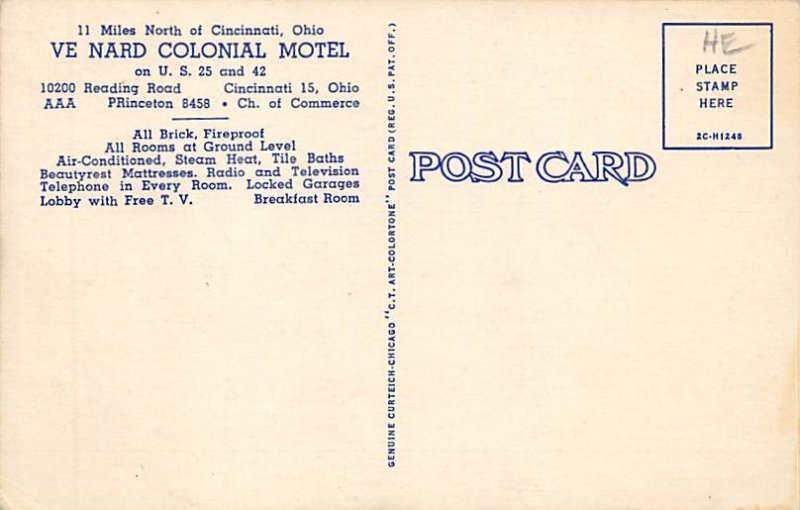 11 Miles North of Cincinnati, Ohio
VE NARD COLONIAL MOTEL
on U. S. 25 and 42
10200 Reading Road Cincinnati 15, Ohio
AAA PRinceton 8458 • Ch. of Commerce
All Brick, Fireproof
All Rooms at Ground Level
Air-Conditioned, Steam Heat, Tile Baths
Beautyrest Mattresses. Radio and Television
Telephone in Every Room. Locked Garages
Lobby with Free T. V. Breakfast Room
GENUINE CURTEICH-CHICAGO "C.T. ART-COLORTONE" POST CARD (REG. U.S. PAT. OFF.)
POST CARD
HE
PLACE
STAMP
HERE
2C-H1246